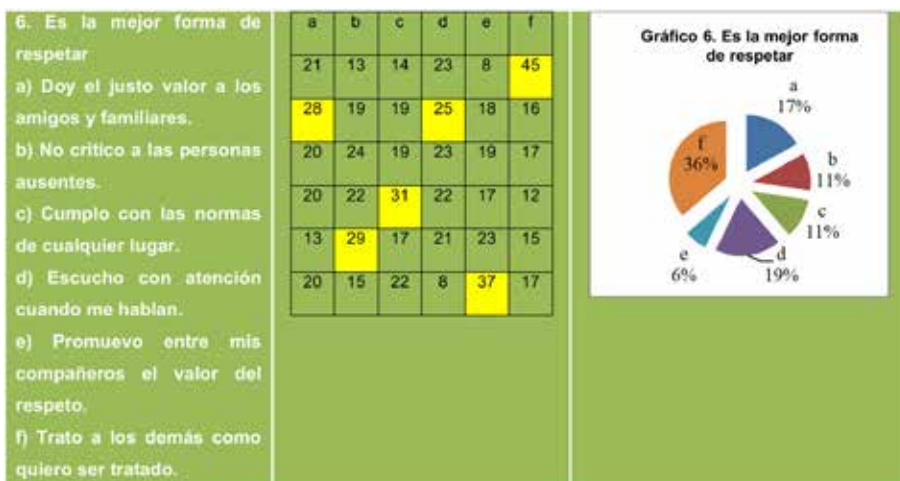 6. Es la mejor forma de
respetar
a) Doy el justo valor a los
amigos y familiares.
b) No critico a las personas
ausentes.
c) Cumplo con las normas
de cualquier lugar.
d) Escucho con atención
cuando me hablan.
e) Promuevo entre mis
compañeros el valor del
respeto.
f) Trato a los demás como
quiero ser tratado.
a b c d e f
21 13 14 23 8 45
28 19 19 25 18 16
20 24 19 23 19 17
20 22 31 22 17 12
13 29 17 21 23 15
20 15 22 8 37 17
Gráfico 6. Es la mejor forma
de respetar
a
17%
b
11%
c
11%
d
19%
e
6%
f
36%